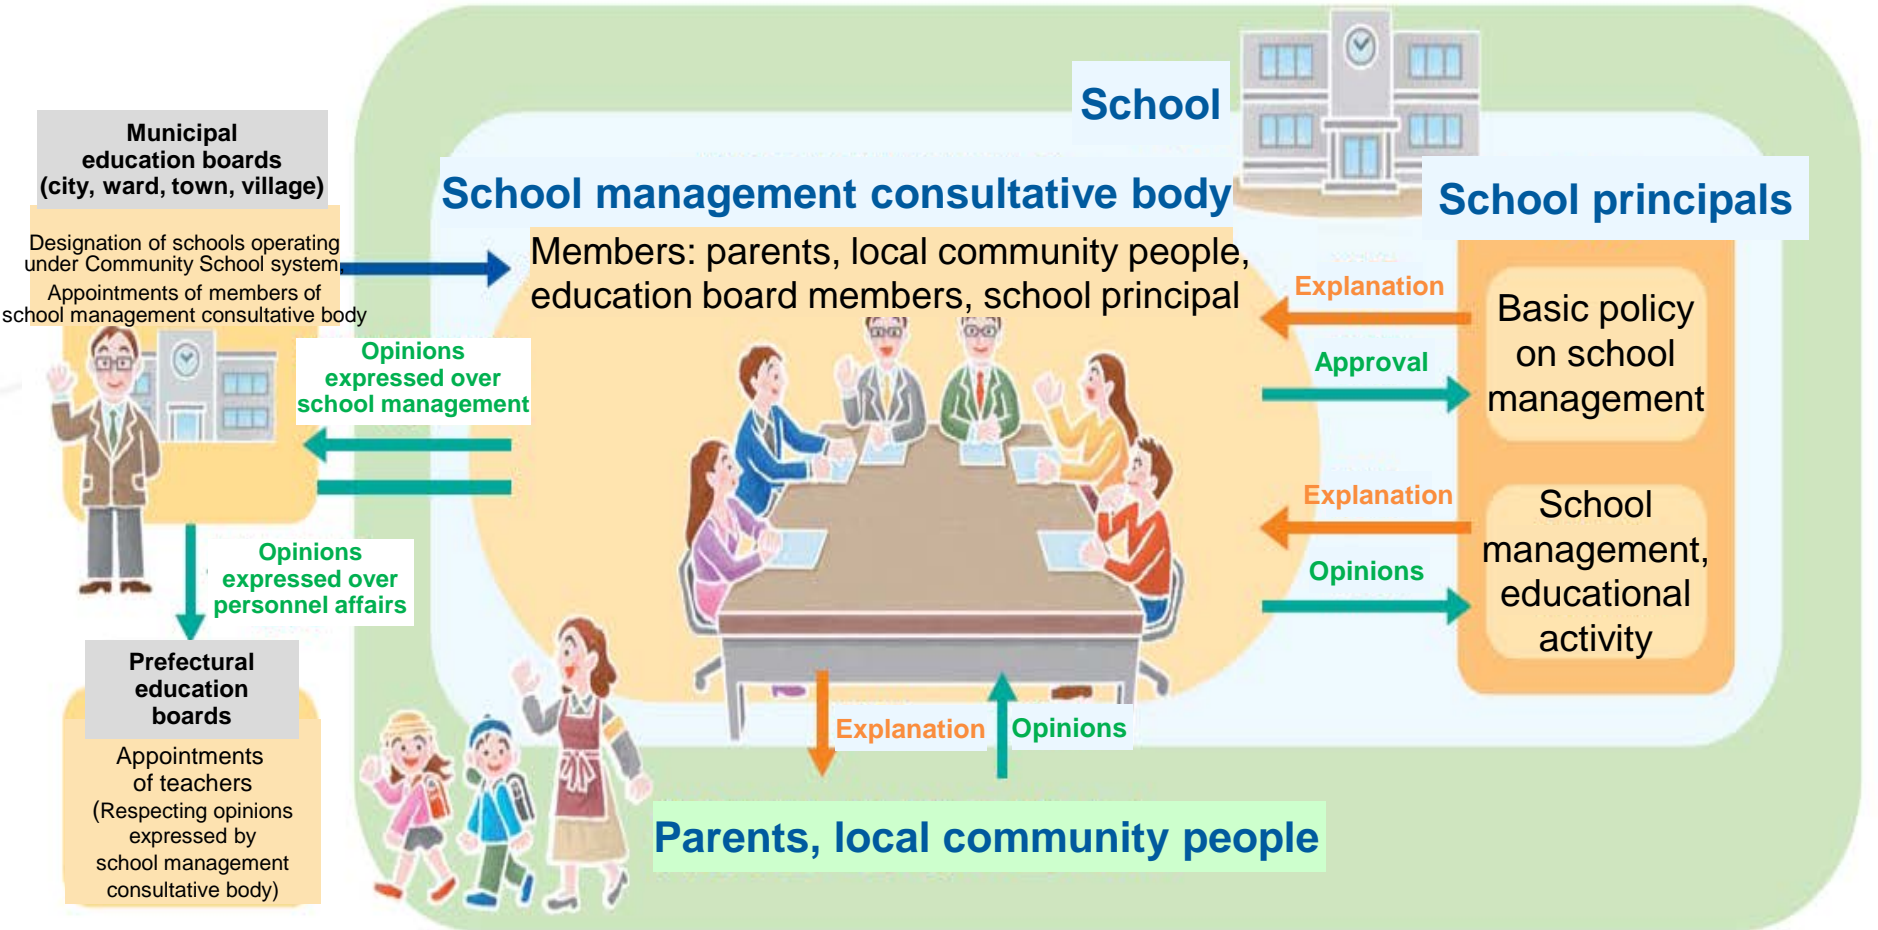 School
Municipal
education boards
(city, ward, town, village)
Designation of schools operating
under Community School system,
Appointments of members of
school management consultative body
School management consultative body
Members: parents, local community people,
education board members, school principal
School principals
Explanation
Approval
Basic policy
on school
management
Explanation
Opinions
School
management,
educational
activity
Opinions
expressed over
school management
Opinions
expressed over
personnel affairs
Prefectural
education
boards
Appointments
of teachers
(Respecting opinions
expressed by
school management
consultative body)
Explanation
Opinions
Parents, local community people